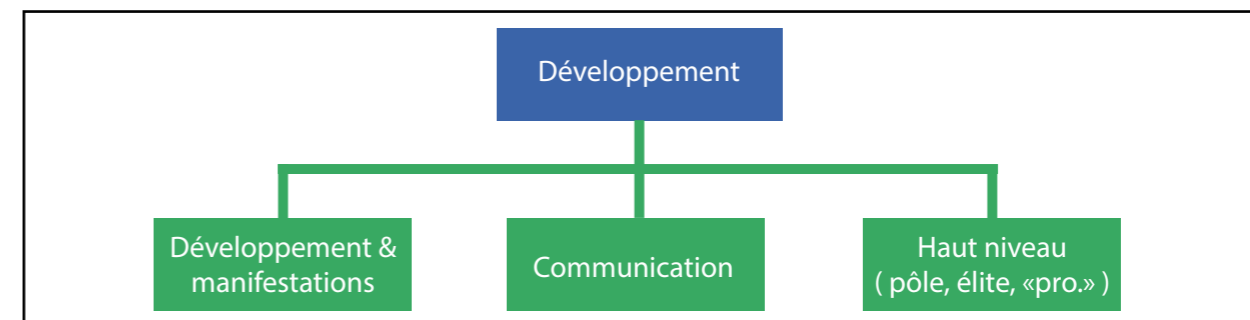 Développement
Développement &
manifestations
Communication
Haut niveau
( pôle, élite, «pro.» )